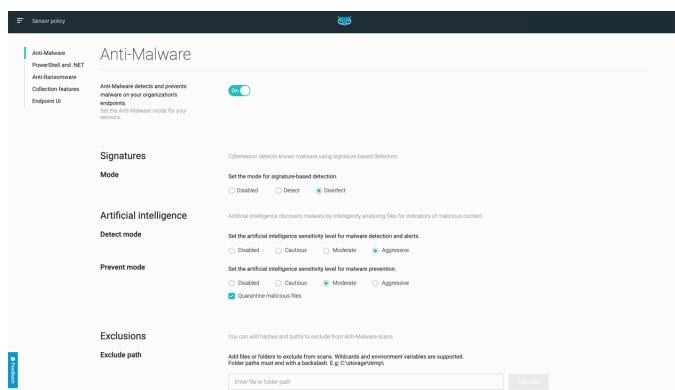 Sensor policy
Anti-Malware
PowerShell and .NET
Anti-Ransomware
Collection features
Endpoint UI
Anti-Malware
Anti-Malware detects and prevents
malware on your organization's
endpoints.
Set the Anti-Malware mode for your
sensors.
On
Signatures
Cybereason detects known malware using signature-based detection.
Mode
Set the mode for signature-based detection.
Disabled Detect Disinfect
Artificial intelligence
Artificial intelligence discovers malware by intelligently analyzing files for indicators of malicious content.
Detect mode
Set the artificial intelligence sensitivity level for malware detection and alerts.
Disabled Cautious Moderate Aggressive
Prevent mode
Set the artificial intelligence sensitivity level for malware prevention.
Disabled Cautious Moderate Aggressive
Quarantine malicious files
Exclusions
You can add hashes and paths to exclude from Anti-Malware scans.
Exclude path
Add files or folders to exclude from scans. Wildcards and environment variables are supported.
Folder paths must end with a backslash. E.g: C:\storage\temp\
Enter file or folder path
Feedback